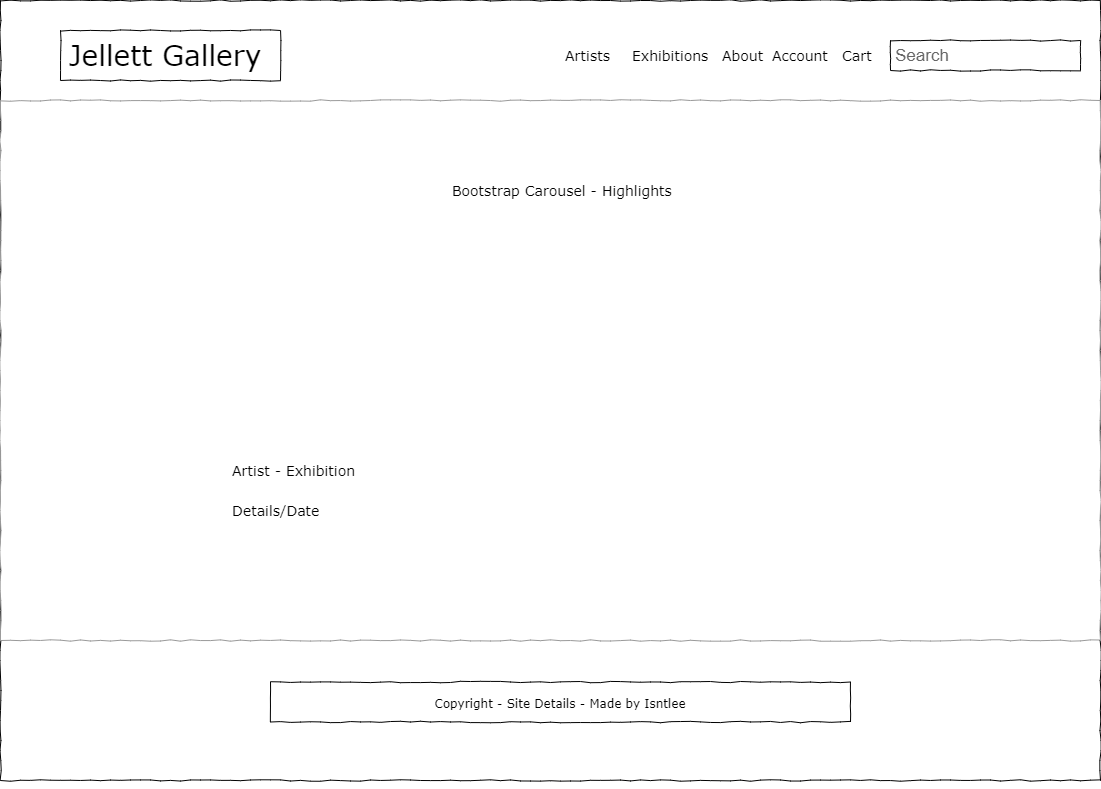 Jellett Gallery
Artists Exhibitions About Account Cart Search
Bootstrap Carousel - Highlights
Artist - Exhibition
Details/Date
Copyright - Site Details - Made by Isntlee